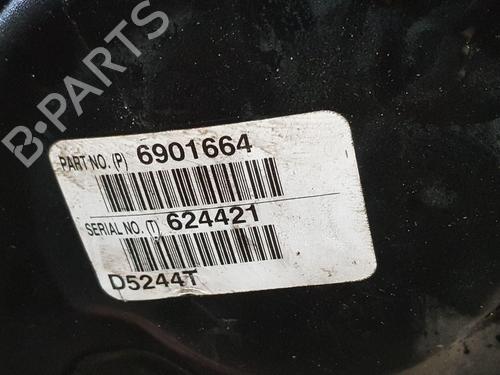 B-PARTS
PART NO. (P) 6901664
SERIAL NO. (T) 624421
D5244T